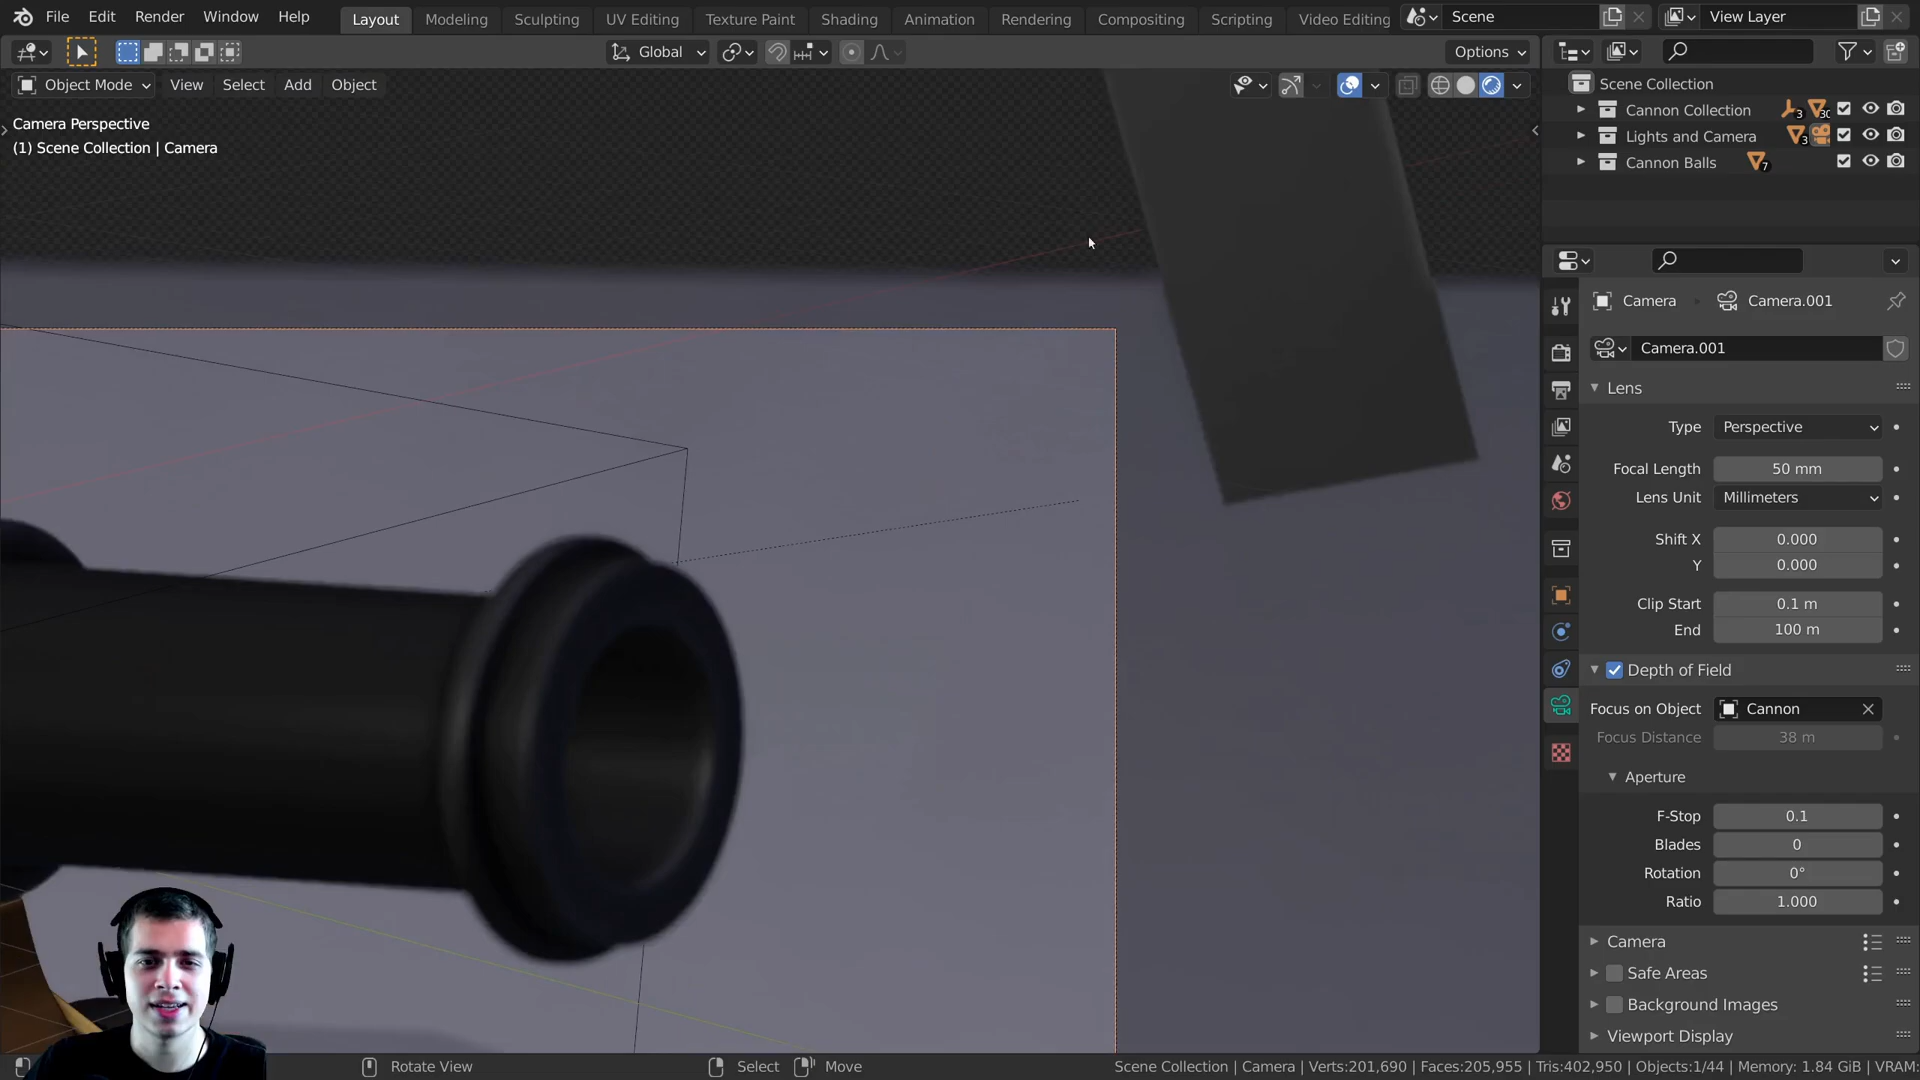 File Edit Render Window Help Layout Modeling Sculpting UV Editing Texture Paint Shading Animation Rendering Compositing Scripting Video Editing Scene View Layer
Global Options
Object Mode View Select Add Object
Camera Perspective
(1) Scene Collection | Camera
Scene Collection
Cannon Collection 3 30
Lights and Camera 3
Cannon Balls 7
Camera Camera.001
Camera.001
Lens
Type Perspective
Focal Length 50 mm
Lens Unit Millimeters
Shift X 0.000
Y 0.000
Clip Start 0.1 m
End 100 m
Depth of Field
Focus on Object Cannon
Focus Distance 38 m
Aperture
F-Stop 0.1
Blades 0
Rotation 0°
Ratio 1.000
Camera
Safe Areas
Background Images
Viewport Display
Rotate View Select Move Scene Collection | Camera | Verts:201,690 | Faces:205,955 | Tris:402,950 | Objects:1/44 | Memory: 1.84 GiB | VRAM: